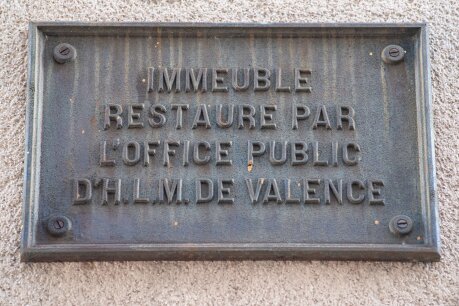 IMMEUBLE
RESTAURE PAR
L'OFFICE PUBLIC
D'H.L.M. DE VALENCE